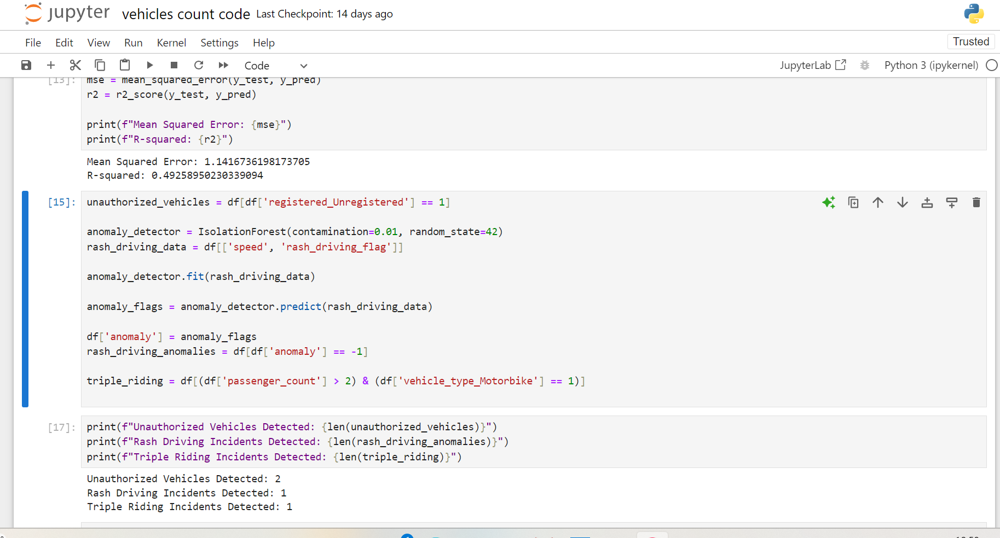 jupyter vehicles count code Last Checkpoint: 14 days ago
File Edit View Run Kernel Settings Help
Trusted
Code
JupyterLab
Python 3 (ipykernel)
[13]:
mse = mean_squared_error(y_test, y_pred)
r2 = r2_score(y_test, y_pred)
print(f"Mean Squared Error: {mse}")
print(f"R-squared: {r2}")
Mean Squared Error: 1.1416736198173705
R-squared: 0.49258950230339094
[15]:
unauthorized_vehicles = df[df['registered_Unregistered'] == 1]
anomaly_detector = IsolationForest(contamination=0.01, random_state=42)
rash_driving_data = df[['speed', 'rash_driving_flag']]
anomaly_detector.fit(rash_driving_data)
anomaly_flags = anomaly_detector.predict(rash_driving_data)
df['anomaly'] = anomaly_flags
rash_driving_anomalies = df[df['anomaly'] == -1]
triple_riding = df[(df['passenger_count'] > 2) & (df['vehicle_type_Motorbike'] == 1)]
[17]:
print(f"Unauthorized Vehicles Detected: {len(unauthorized_vehicles)}")
print(f"Rash Driving Incidents Detected: {len(rash_driving_anomalies)}")
print(f"Triple Riding Incidents Detected: {len(triple_riding)}")
Unauthorized Vehicles Detected: 2
Rash Driving Incidents Detected: 1
Triple Riding Incidents Detected: 1